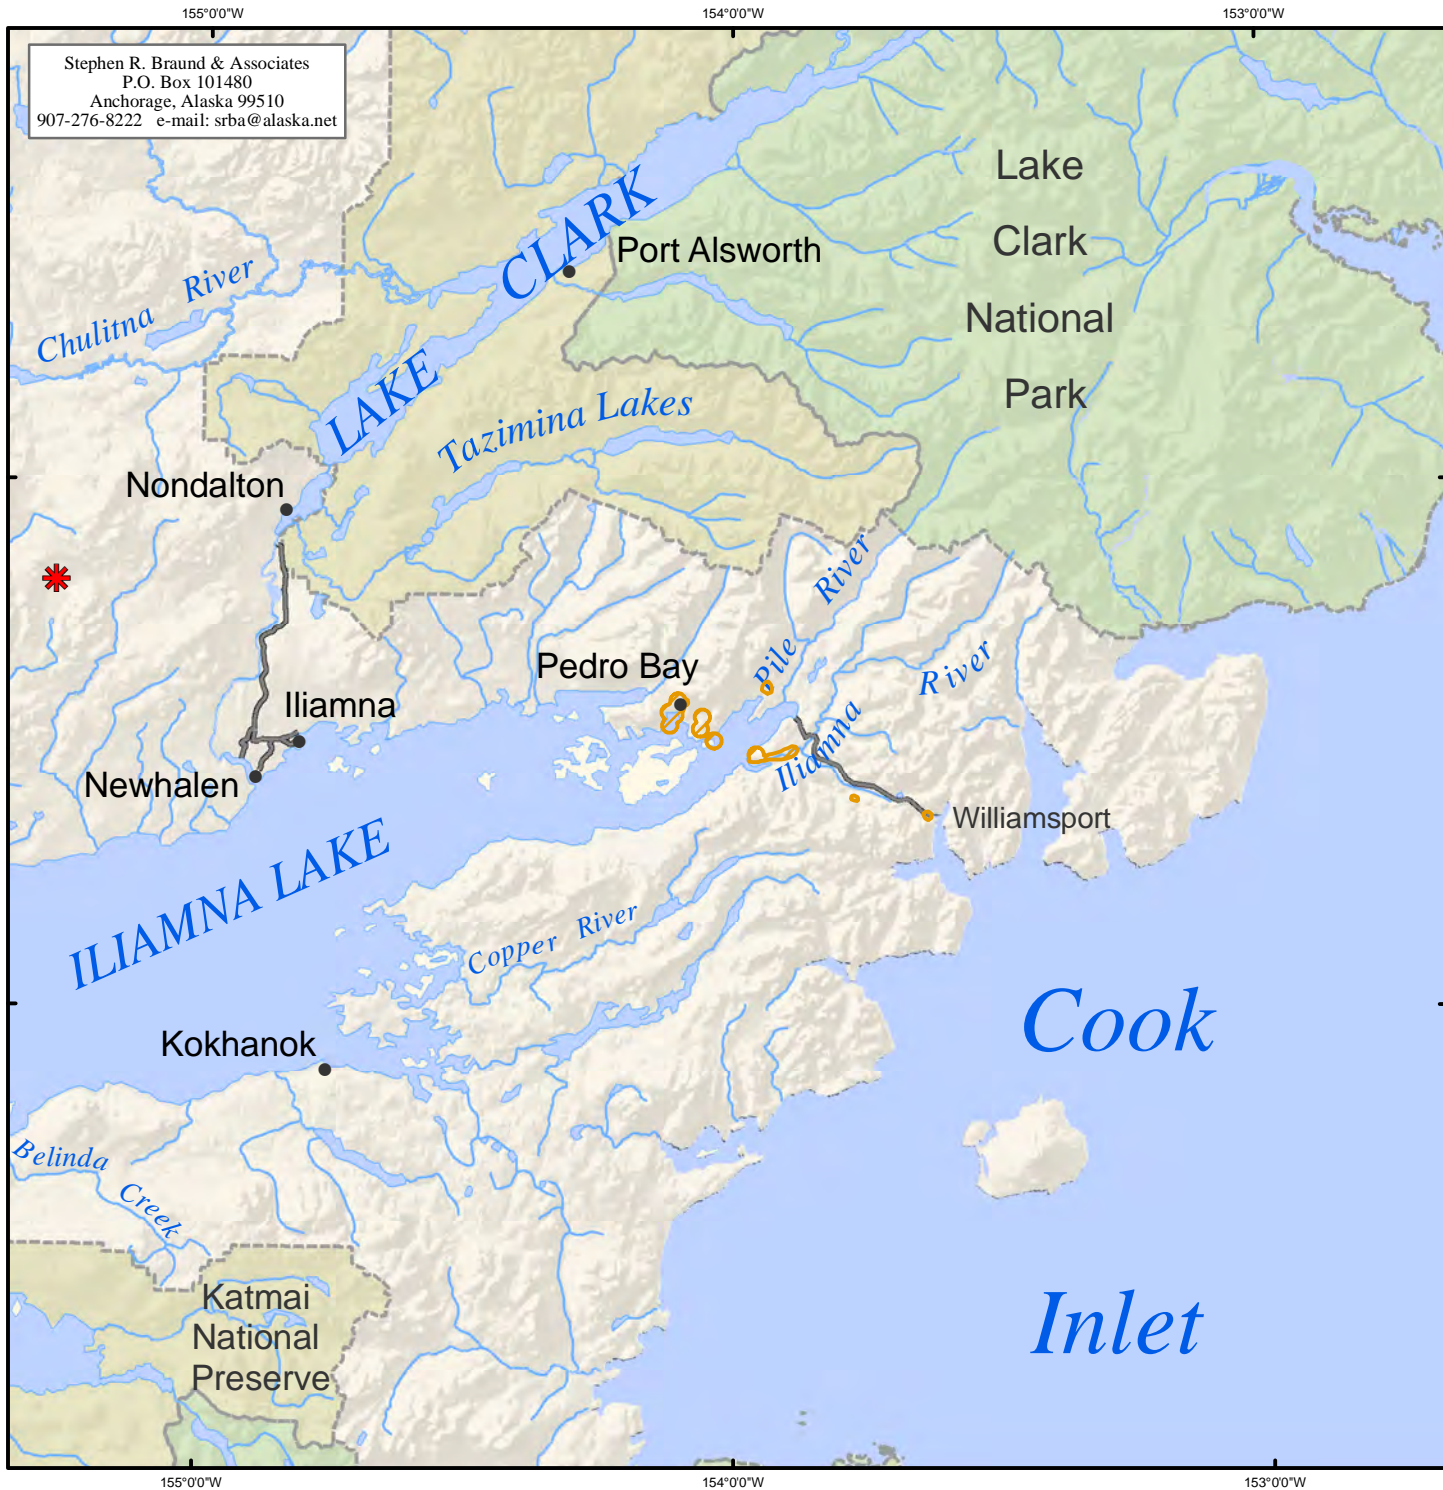 155°0'0"W
154°0'0"W
153°0'0"W
Stephen R. Braund & Associates
P.O. Box 101480
Anchorage, Alaska 99510
907-276-8222 e-mail: srba@alaska.net
Lake
Clark
National
Park
LAKE CLARK
Port Alsworth
Chulitna River
Tazimina Lakes
Nondalton
Pile River
Pedro Bay
Iliamna River
Iliamna
Newhalen
Williamsport
ILIAMNA LAKE
Copper River
Cook
Inlet
Kokhanok
Belinda
Creek
Katmai
National
Preserve
155°0'0"W
154°0'0"W
153°0'0"W